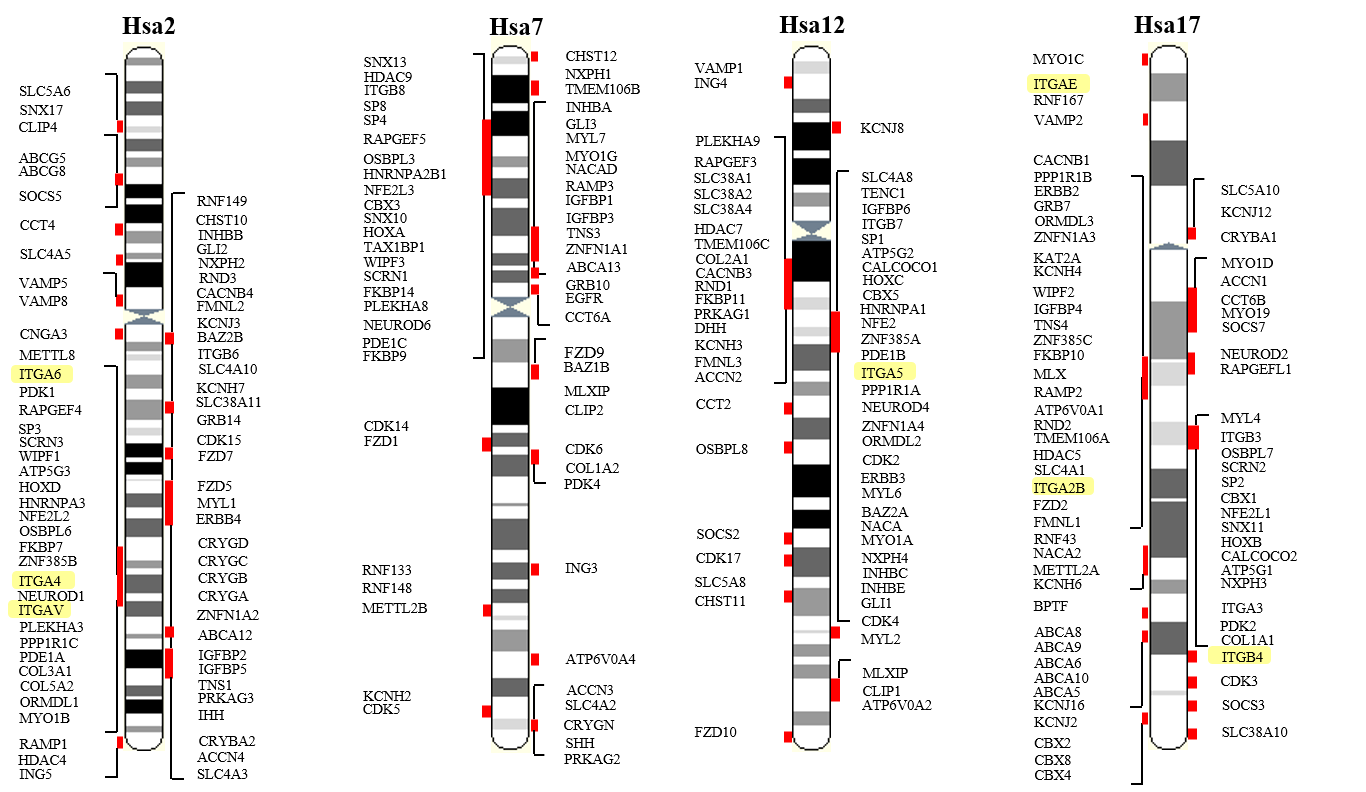 Hsa2
SLC5A6
SNX17
CLIP4
ABCG5
ABCG8
SOCS5
CCT4
SLC4A5
VAMP5
VAMP8
CNGA3
METTL8
ITGA6
PDK1
RAPGEF4
SP3
SCRN3
WIPF1
ATP5G3
HOXD
HNRNPA3
NFE2L2
OSBPL6
FKBP7
ZNF385B
ITGA4
NEUROD1
ITGAV
PLEKHA3
PPP1R1C
PDE1A
COL3A1
COL5A2
ORMDL1
MYO1B
RAMP1
HDAC4
ING5
RNF149
CHST10
INHBB
GLI2
NXPH2
RND3
CACNB4
FMNL2
KCNJ3
BAZ2B
ITGB6
SLC4A10
KCNH7
SLC38A11
GRB14
CDK15
FZD7
FZD5
MYL1
ERBB4
CRYGD
CRYGC
CRYGB
CRYGA
ZNFN1A2
ABCA12
IGFBP2
IGFBP5
TNS1
PRKAG3
IHH
CRYBA2
ACCN4
SLC4A3
Hsa7
SNX13
HDAC9
ITGB8
SP8
SP4
RAPGEF5
OSBPL3
HNRNPA2B1
NFE2L3
CBX3
SNX10
HOXA
TAX1BP1
WIPF3
SCRN1
FKBP14
PLEKHA8
NEUROD6
PDE1C
FKBP9
CDK14
FZD1
RNF133
RNF148
METTL2B
KCNH2
CDK5
CHST12
NXPH1
TMEM106B
INHBA
GLI3
MYL7
MYO1G
NACAD
RAMP3
IGFBP1
IGFBP3
TNS3
ZNFN1A1
ABCA13
GRB10
EGFR
CCT6A
FZD9
BAZ1B
MLXIP
CLIP2
CDK6
COL1A2
PDK4
ING3
ATP6V0A4
ACCN3
SLC4A2
CRYGN
SHH
PRKAG2
Hsa12
VAMP1
ING4
PLEKHA9
RAPGEF3
SLC38A1
SLC38A2
SLC38A4
HDAC7
TMEM106C
COL2A1
CACNB3
RND1
FKBP11
PRKAG1
DHH
KCNH3
FMNL3
ACCN2
CCT2
OSBPL8
SOCS2
CDK17
SLC5A8
CHST11
FZD10
KCNJ8
SLC4A8
TENC1
IGFBP6
ITGB7
SP1
ATP5G2
CALCOCO1
HOXC
CBX5
HNRNPA1
NFE2
ZNF385A
PDE1B
ITGA5
PPP1R1A
NEUROD4
ZNFN1A4
ORMDL2
CDK2
ERBB3
MYL6
BAZ2A
NACA
MYO1A
NXPH4
INHBC
INHBE
GLI1
CDK4
MYL2
MLXIP
CLIP1
ATP6V0A2
Hsa17
MYO1C
ITGAE
RNF167
VAMP2
CACNB1
PPP1R1B
ERBB2
GRB7
ORMDL3
ZNFN1A3
KAT2A
KCNH4
WIPF2
IGFBP4
TNS4
ZNF385C
FKBP10
MLX
RAMP2
ATP6V0A1
RND2
TMEM106A
HDAC5
SLC4A1
ITGA2B
FZD2
FMNL1
RNF43
NACA2
METTL2A
KCNH6
BPTF
ABCA8
ABCA9
ABCA6
ABCA10
ABCA5
KCNJ16
KCNJ2
CBX2
CBX8
CBX4
SLC5A10
KCNJ12
CRYBA1
MYO1D
ACCN1
CCT6B
MYO19
SOCS7
NEUROD2
RAPGEFL1
MYL4
ITGB3
OSBPL7
SCRN2
SP2
CBX1
NFE2L1
SNX11
HOXB
CALCOCO2
ATP5G1
NXPH3
ITGA3
PDK2
COL1A1
ITGB4
CDK3
SOCS3
SLC38A10